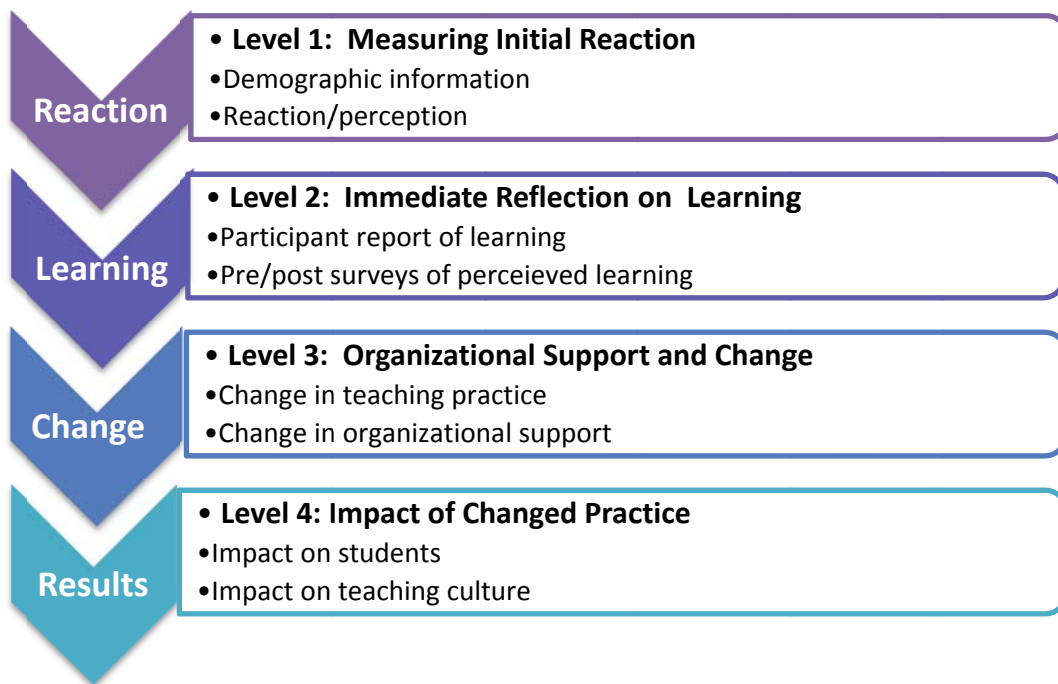 • Level 1:  Measuring Initial Reaction
•Demographic information
Reaction
•Reaction/perception
• Level 2:  Immediate Reflection on  Learning
•Participant report of learning
Learning
•Pre/post surveys of perceieved learning
• Level 3:  Organizational Support and Change
•Change in teaching practice
Change
•Change in organizational support
• Level 4: Impact of Changed Practice
•Impact on students
Results
•Impact on teaching culture